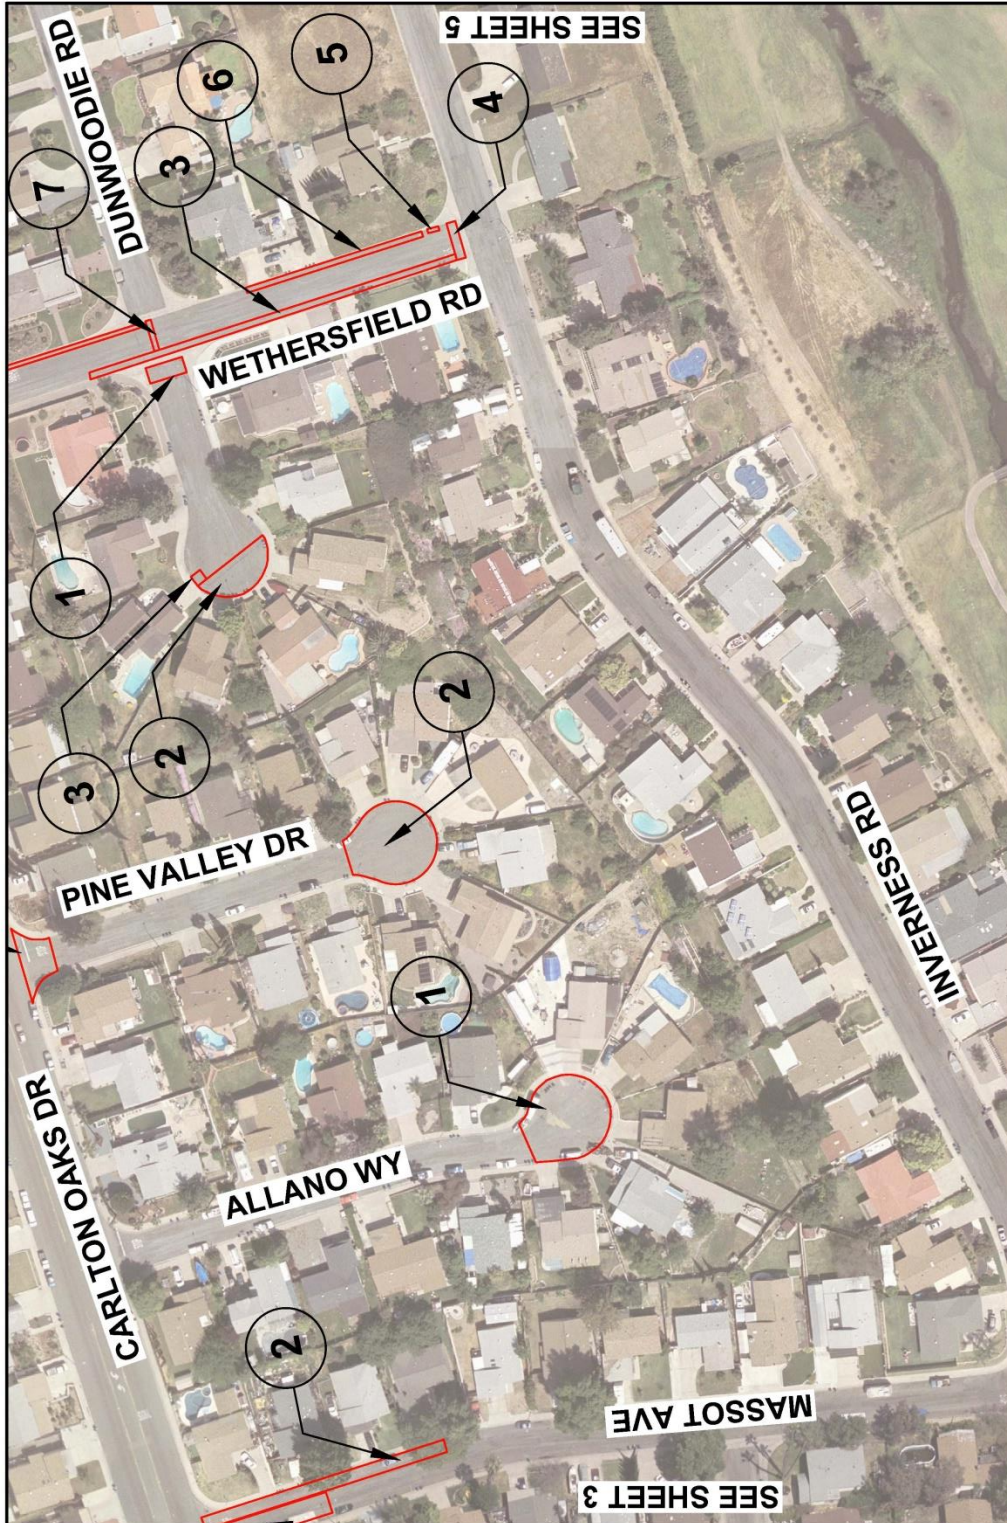 DUNWOODIE RD
SEE SHEET 5
7
3
6
5
4
WETHERSFIELD RD
1
3
2
2
PINE VALLEY DR
1
CARLTON OAKS DR
ALLANO WY
INVERNESS RD
2
MASSOT AVE
SEE SHEET 3